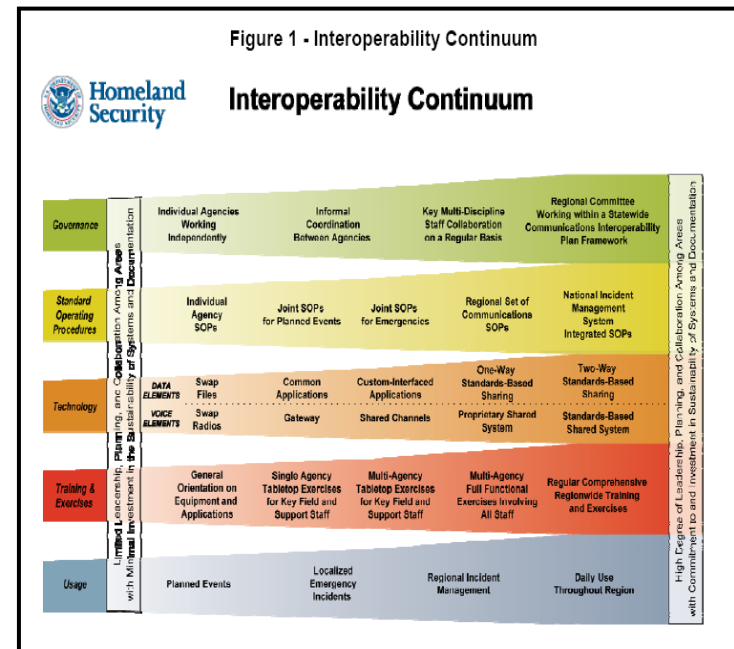 Figure 1 - Interoperability Continuum
Homeland
Security
Interoperability Continuum
Governance
Limited Leadership, Planning, and Collaboration Among Areas
with Minimal Investment in the Sustainability of Systems and Documentation
Individual Agencies
Working
Independently
Informal
Coordination
Between Agencies
Key Multi-Discipline
Staff Collaboration
on a Regular Basis
Regional Committee
Working within a Statewide
Communications Interoperability
Plan Framework
High Degree of Leadership, Planning, and Collaboration Among Areas
with Commitment to and Investment in Sustainability of Systems and Documentation
Standard
Operating
Procedures
Individual
Agency
SOPs
Joint SOPs
for Planned Events
Joint SOPs
for Emergencies
Regional Set of
Communications
SOPs
National Incident
Management
System
Integrated SOPs
Technology
DATA
ELEMENTS
Swap
Files
Common
Applications
Custom-Interfaced
Applications
One-Way
Standards-Based
Sharing
Two-Way
Standards-Based
Sharing
VOICE
ELEMENTS
Swap
Radios
Gateway
Shared Channels
Proprietary Shared
System
Standards-Based
Shared System
Training &
Exercises
General
Orientation on
Equipment and
Applications
Single Agency
Tabletop Exercises
for Key Field and
Support Staff
Multi-Agency
Tabletop Exercises
for Key Field and
Support Staff
Multi-Agency
Full Functional
Exercises Involving
All Staff
Regular Comprehensive
Regionwide Training
and Exercises
Usage
Planned Events
Localized
Emergency
Incidents
Regional Incident
Management
Daily Use
Throughout Region